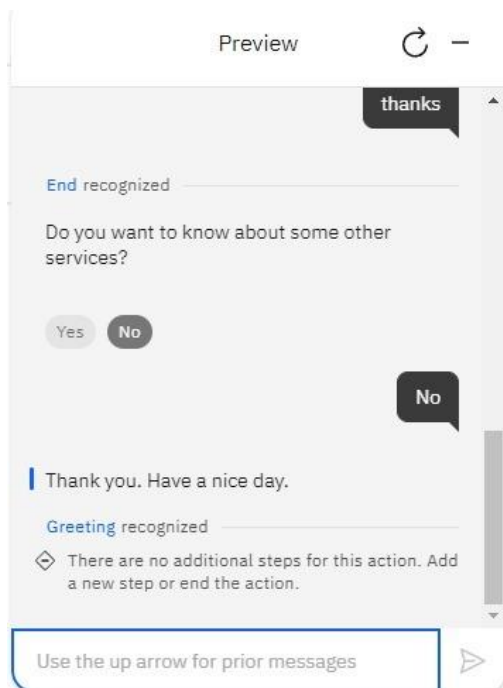 Preview
thanks
End recognized
Do you want to know about some other
services?
Yes No
No
Thank you. Have a nice day.
Greeting recognized
There are no additional steps for this action. Add
a new step or end the action.
Use the up arrow for prior messages